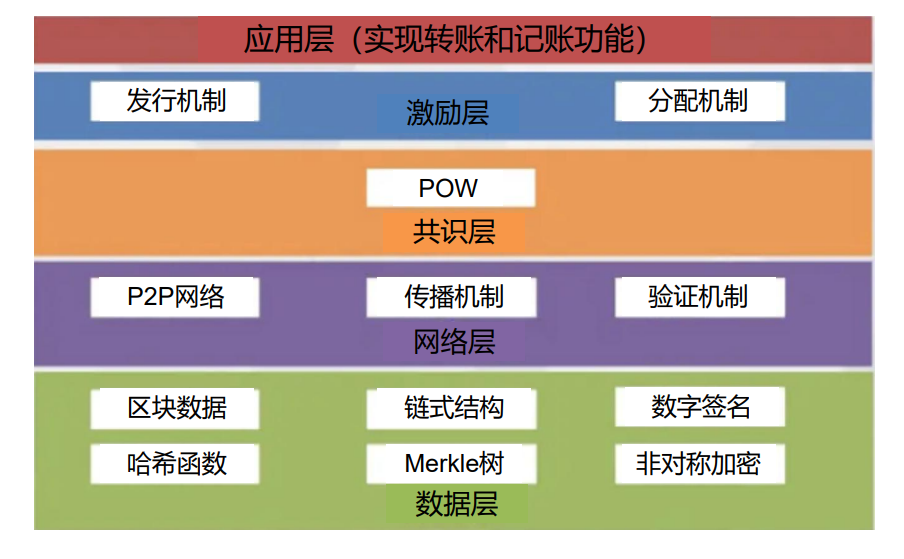 应用层（实现转账和记账功能）
发行机制
激励层
分配机制
POW
共识层
P2P网络
传播机制
验证机制
网络层
区块数据
链式结构
数字签名
哈希函数
Merkle树
非对称加密
数据层